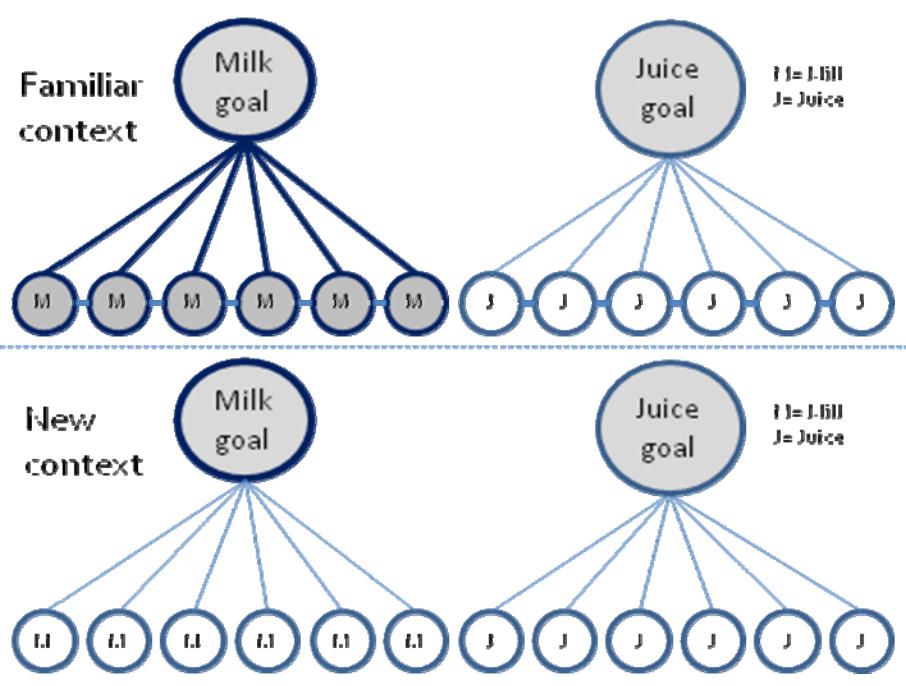 Familiar
context
Milk
goal
Juice
goal
J= Juice
M M M M M M J J J J J J
New
context
Milk
goal
Juice
goal
J= Juice
J J J J J J